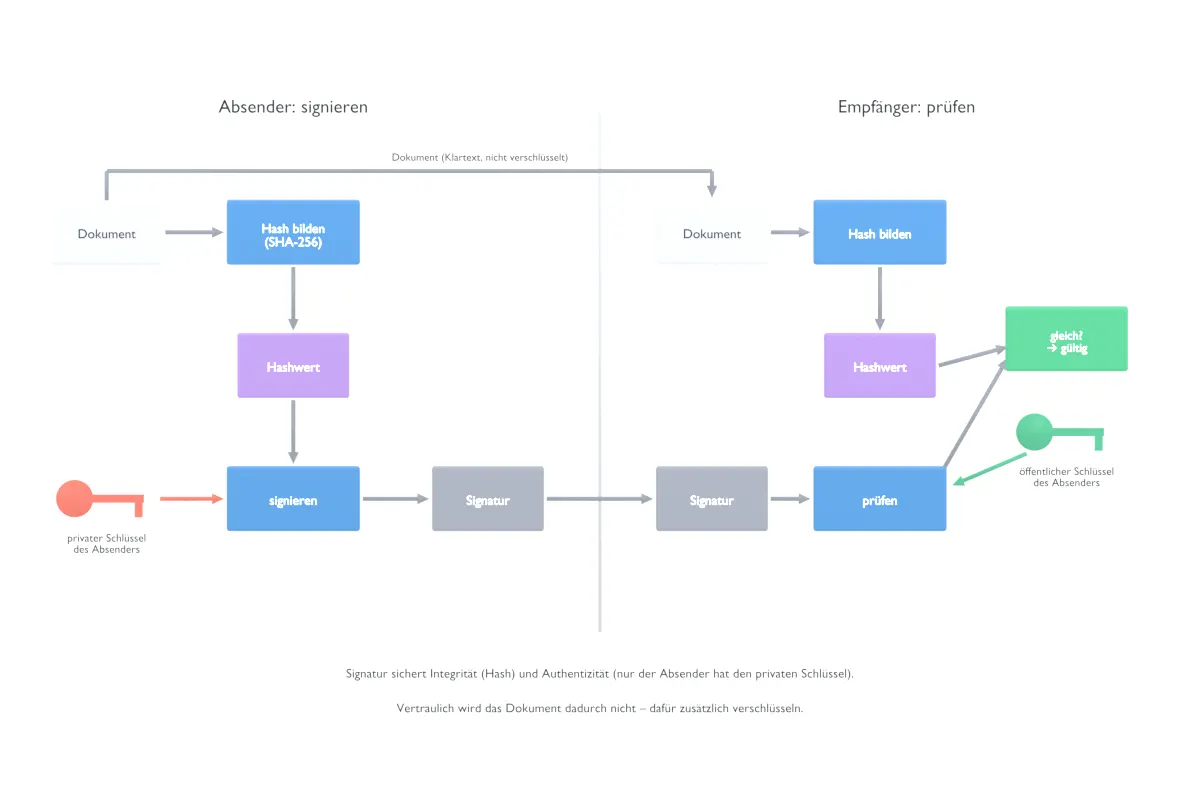 Absender: signieren
Empfänger: prüfen
Dokument (Klartext, nicht verschlüsselt)
Dokument
Hash bilden
(SHA-256)
Dokument
Hash bilden
Hashwert
Hashwert
gleich?
→ gültig
privater Schlüssel
des Absenders
signieren
Signatur
Signatur
prüfen
öffentlicher Schlüssel
des Absenders
Signatur sichert Integrität (Hash) und Authentizität (nur der Absender hat den privaten Schlüssel).
Vertraulich wird das Dokument dadurch nicht – dafür zusätzlich verschlüsseln.